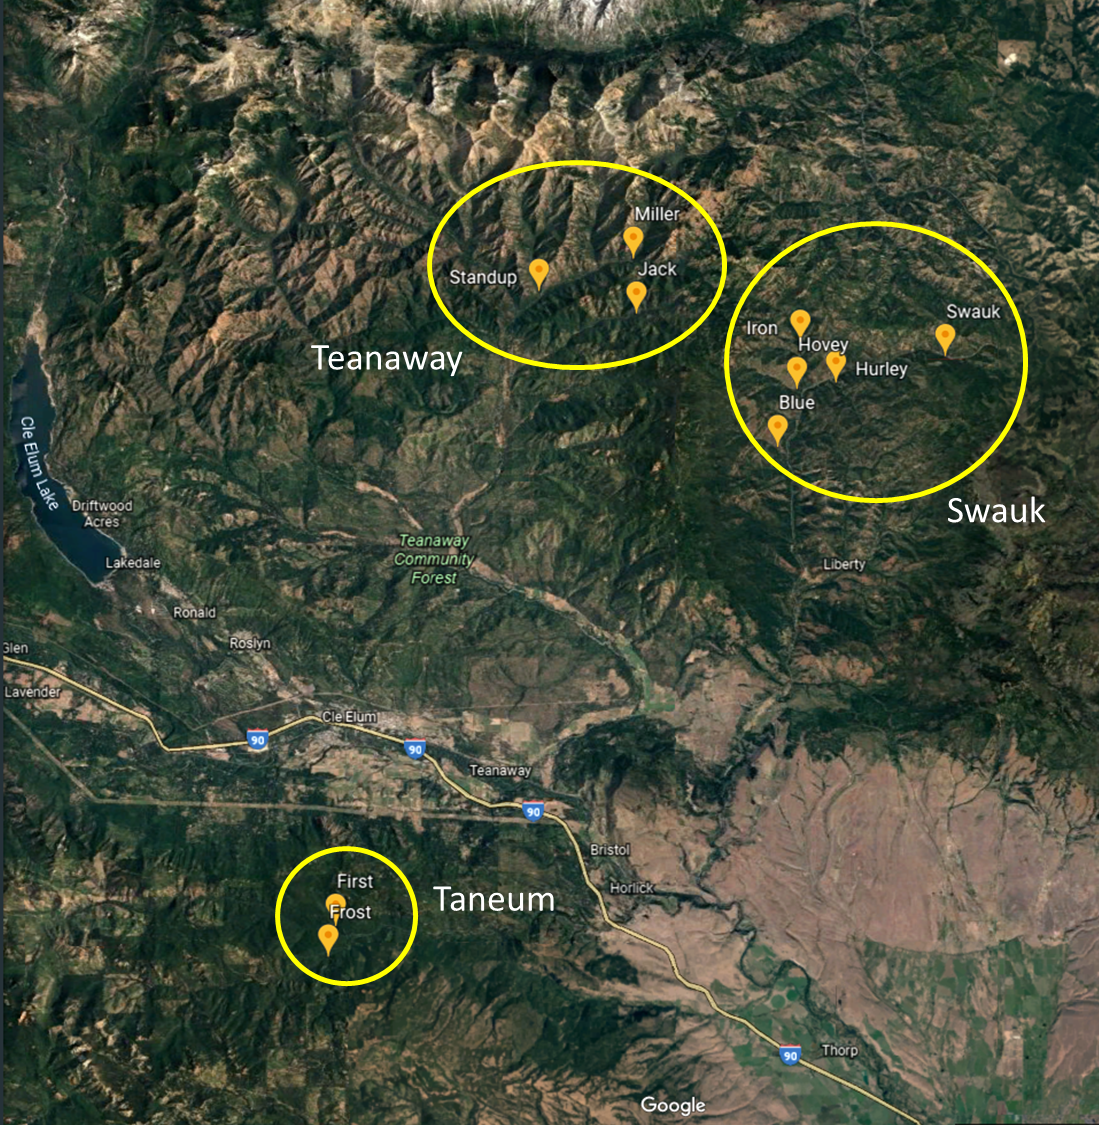 Miller
Standup
Jack
Teanaway
Iron
Hovey
Swauk
Hurley
Blue
Swauk
Cle Elum Lake
Driftwood
Acres
Lakedale
Teanaway
Community
Forest
Liberty
Ronald
Roslyn
Glen
Lavender
Cle Elum
90
90
Teanaway
90
Bristol
Horlick
First
Frost
Taneum
90
Thorp
Google